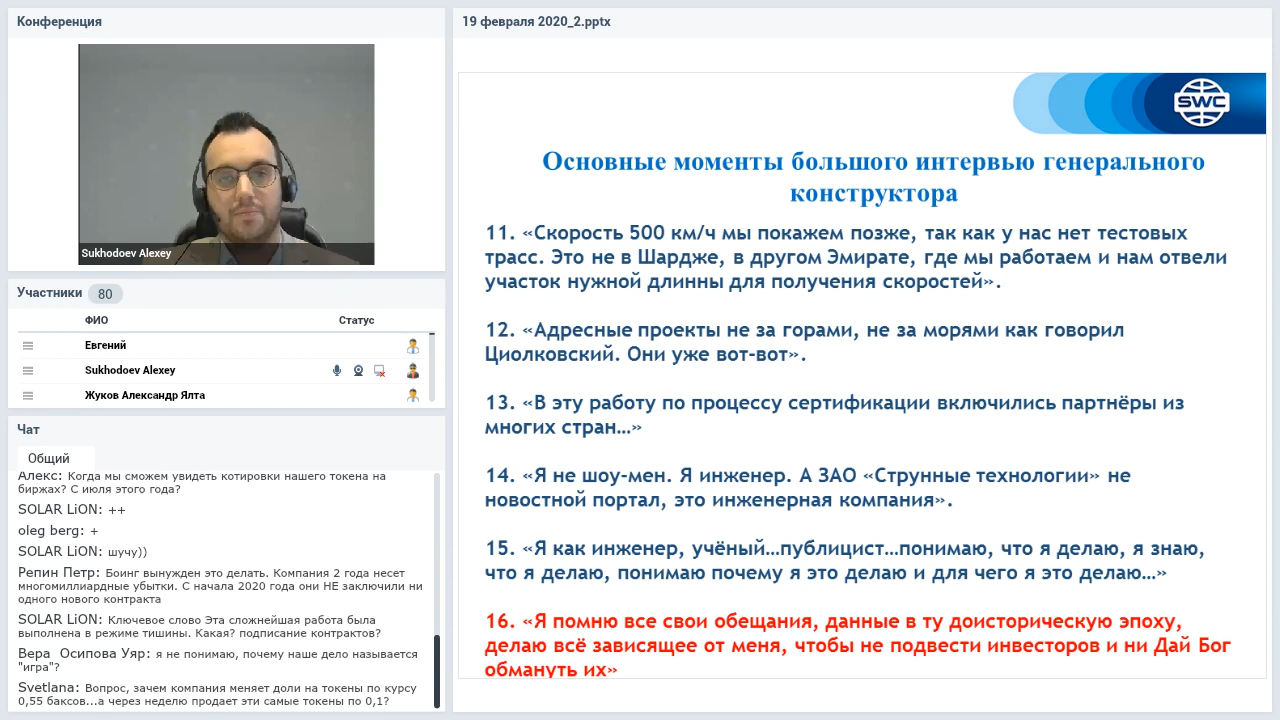 Конференция
Sukhodoev Alexey
Участники 80
ФИО Статус
Евгений
Sukhodoev Alexey
Жуков Александр Ялта
Чат
Общий
Алекс: Когда мы сможем увидеть котировки нашего токена на
биржах? С июля этого года?
SOLAR LiON: ++
oleg berg: +
SOLAR LiON: шучу))
Репин Петр: Боинг вынужден это делать. Компания 2 года несет
многомиллиардные убытки. С начала 2020 года они НЕ заключили ни
одного нового контракта
SOLAR LiON: Ключевое слово Эта сложнейшая работа была
выполнена в режиме тишины. Какая? подписание контрактов?
Вера  Осипова Уяр: я не понимаю, почему наше дело называется
"игра"?
Svetlana: Вопрос, зачем компания меняет доли на токены по курсу
0,55 баксов...а через неделю продает эти самые токены по 0,1?
19 февраля 2020_2.pptx
SWC
Основные моменты большого интервью генерального
конструктора
11. «Скорость 500 км/ч мы покажем позже, так как у нас нет тестовых
трасс. Это не в Шардже, в другом Эмирате, где мы работаем и нам отвели
участок нужной длинны для получения скоростей».
12. «Адресные проекты не за горами, не за морями как говорил
Циолковский. Они уже вот-вот».
13. «В эту работу по процессу сертификации включились партнёры из
многих стран…»
14. «Я не шоу-мен. Я инженер. А ЗАО «Струнные технологии» не
новостной портал, это инженерная компания».
15. «Я как инженер, учёный…публицист…понимаю, что я делаю, я знаю,
что я делаю, понимаю почему я это делаю и для чего я это делаю…»
16. «Я помню все свои обещания, данные в ту доисторическую эпоху,
делаю всё зависящее от меня, чтобы не подвести инвесторов и ни Дай Бог
обмануть их»